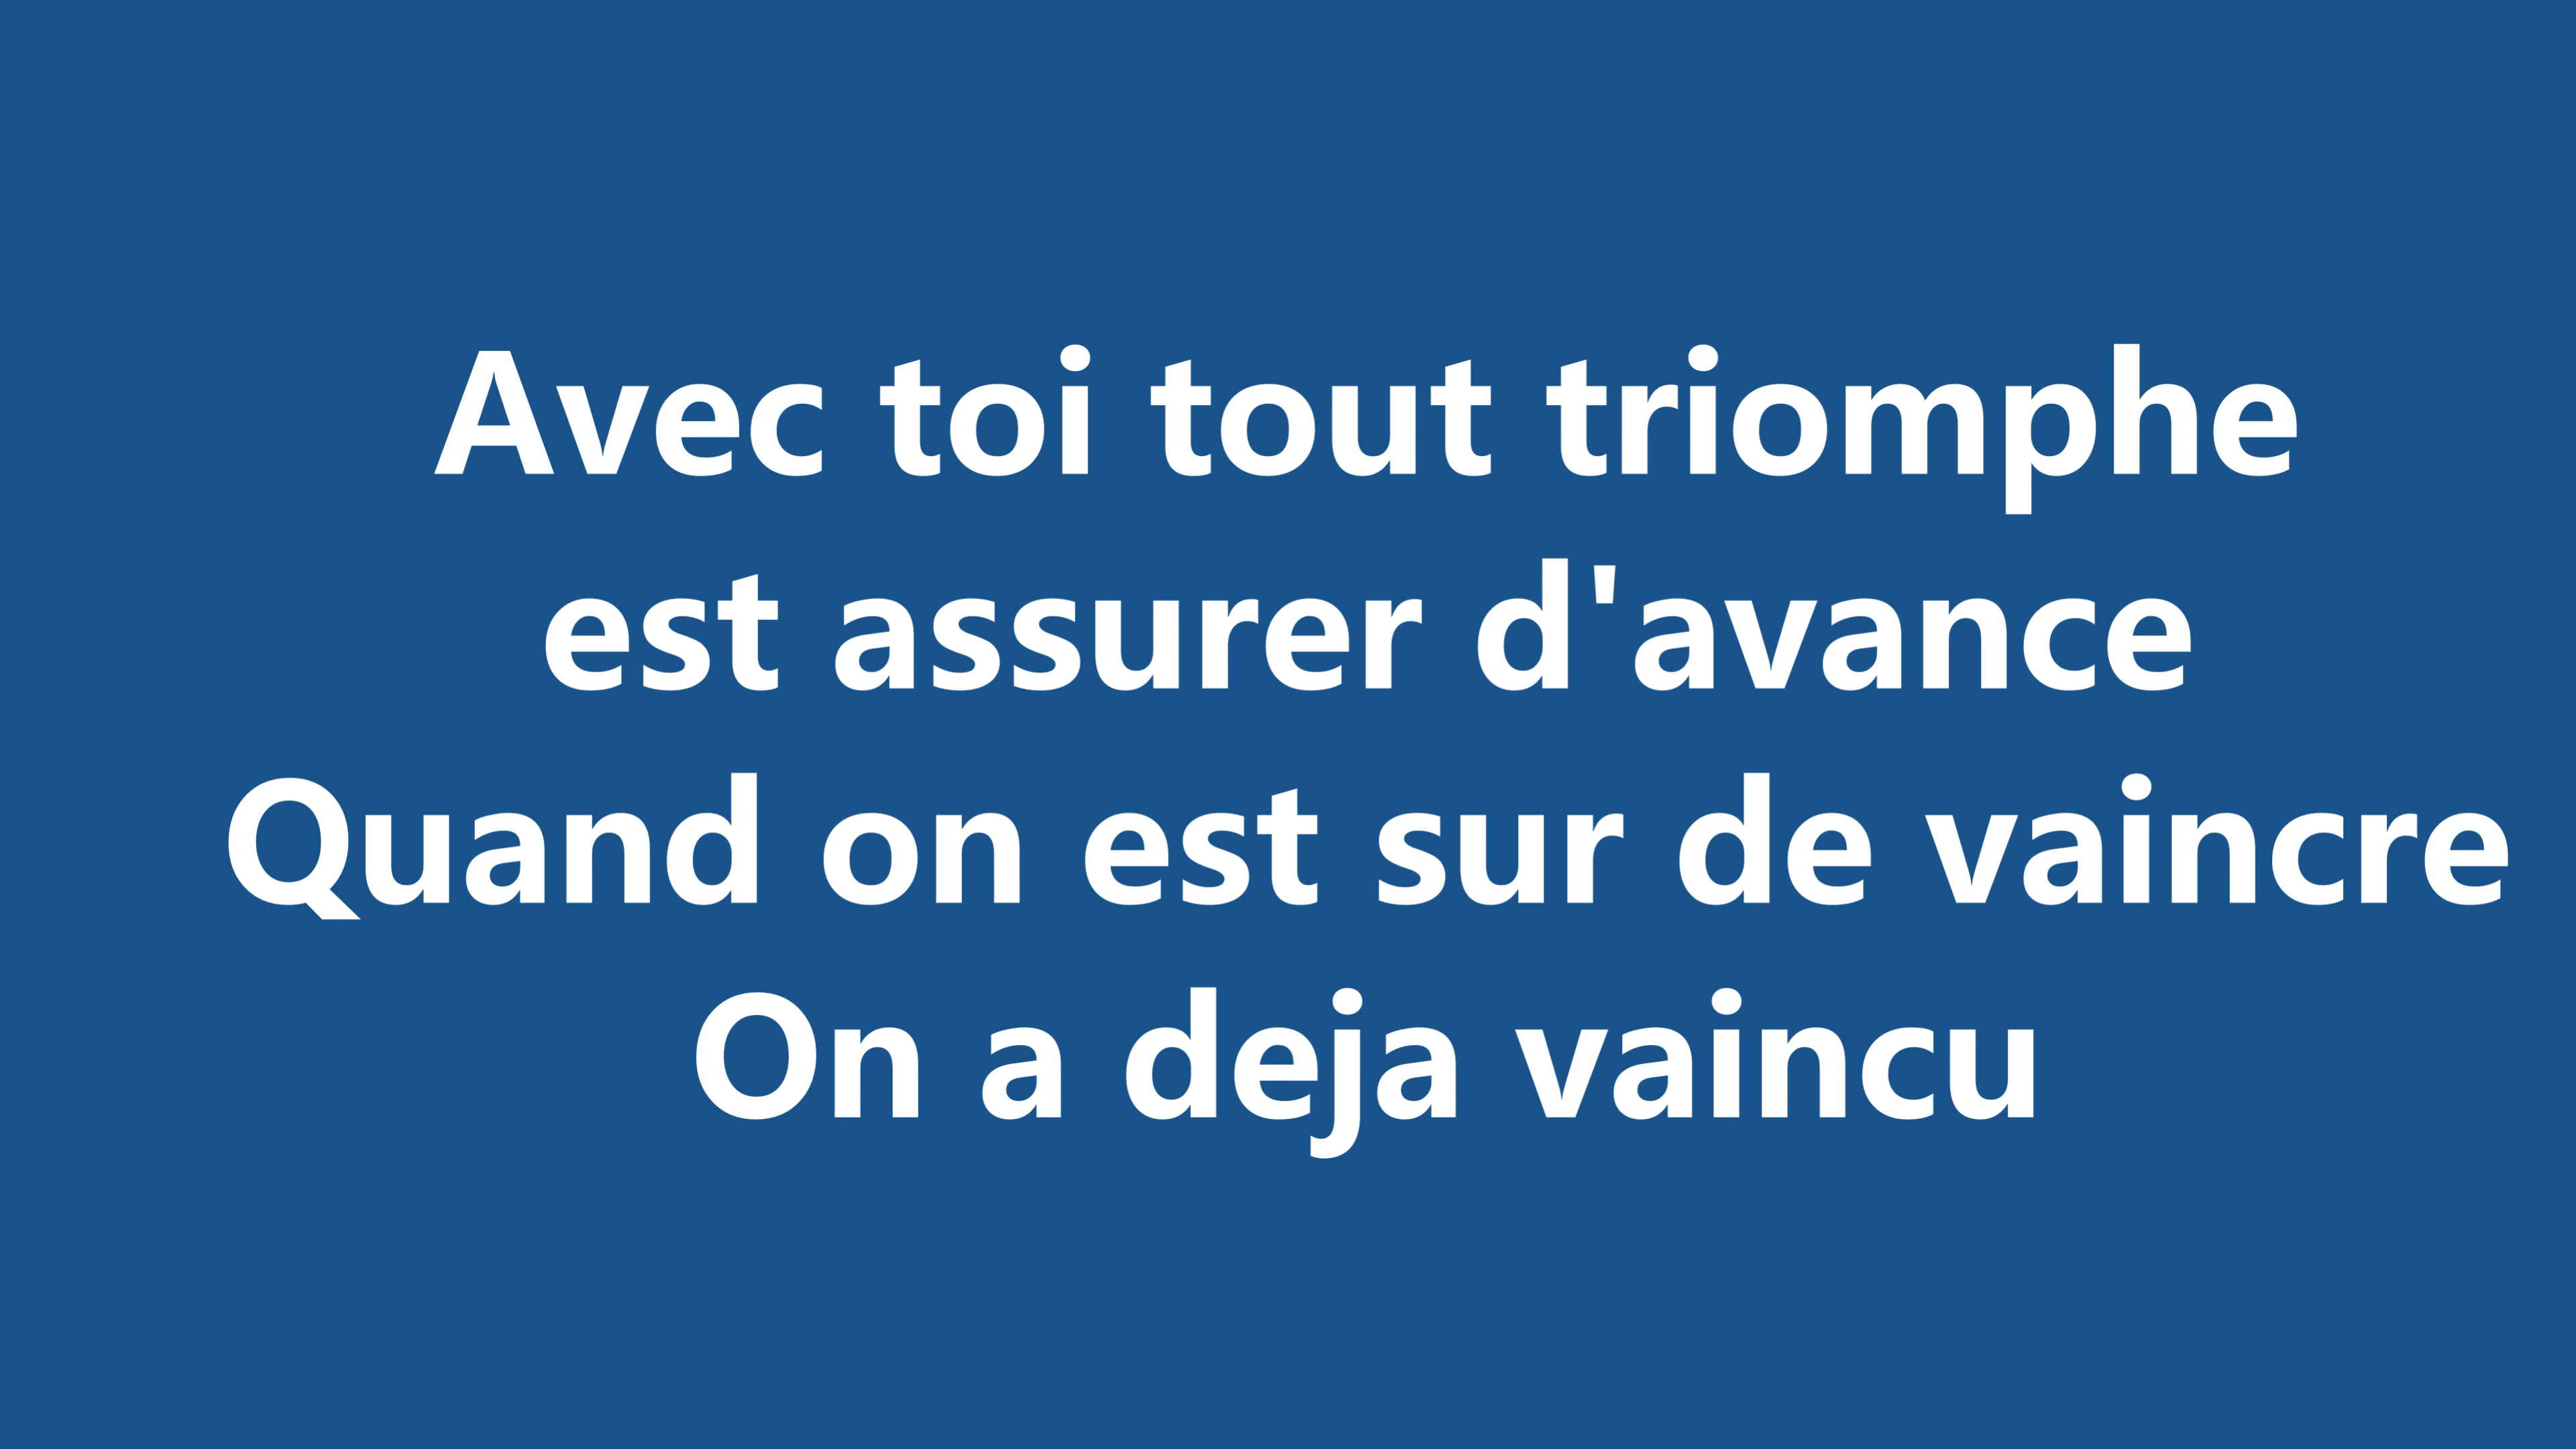 Avec toi tout triomphe
est assurer d'avance
Quand on est sur de vaincre
On a deja vaincu